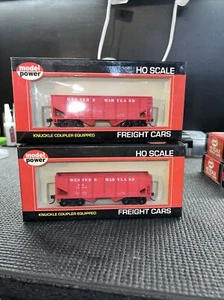 model
power
HO SCALE
WESTERN MARYLAND
KNUCKLE COUPLER EQUIPPED
FREIGHT CARS
model
power
HO SCALE
WESTERN MARYLAND
KNUCKLE COUPLER EQUIPPED
FREIGHT CARS